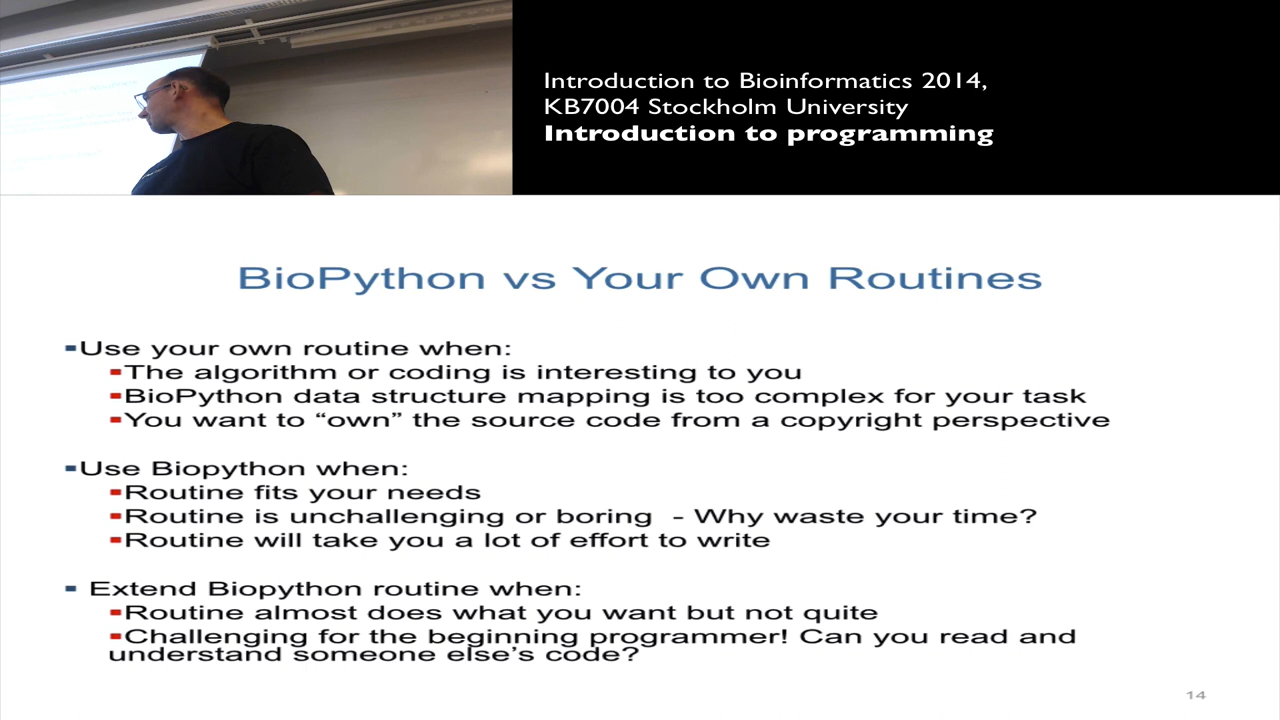 Introduction to Bioinformatics 2014,
KB7004 Stockholm University
Introduction to programming
BioPython vs Your Own Routines
Use your own routine when:
The algorithm or coding is interesting to you
BioPython data structure mapping is too complex for your task
You want to “own” the source code from a copyright perspective
Use Biopython when:
Routine fits your needs
Routine is unchallenging or boring - Why waste your time?
Routine will take you a lot of effort to write
Extend Biopython routine when:
Routine almost does what you want but not quite
Challenging for the beginning programmer! Can you read and
understand someone else’s code?
14